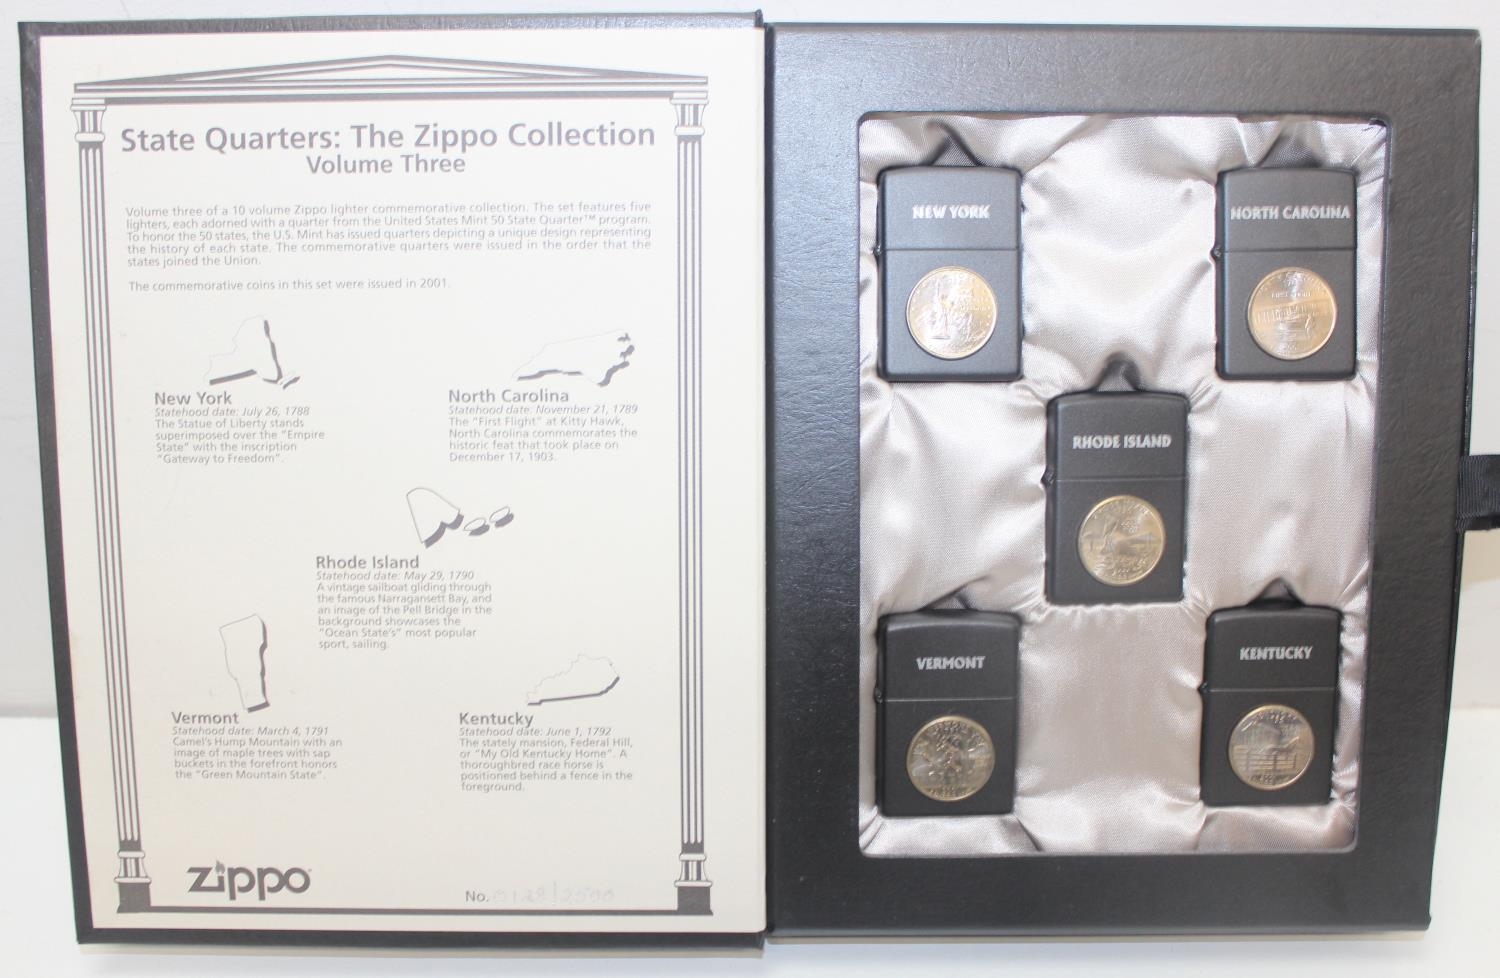 State Quarters: The Zippo Collection
Volume Three
Volume three of a 10 volume Zippo lighter commemorative collection. The set features five
lighters, each adorned with a quarter from the United States Mint 50 State Quarter™ program.
To honor the 50 states, the U.S. Mint has issued quarters depicting a unique design representing
the history of each state. The commemorative quarters were issued in the order that the
states joined the Union.
The commemorative coins in this set were issued in 2001.
New York
Statehood date: July 26, 1788
The Statue of Liberty stands
superimposed over the "Empire
State" with the inscription
"Gateway to Freedom".
North Carolina
Statehood date: November 21, 1789
The "First Flight" at Kitty Hawk,
North Carolina commemorates the
historic feat that took place on
December 17, 1903.
Rhode Island
Statehood date: May 29, 1790
A vintage sailboat gliding through
the famous Narragansett Bay, and
an image of the Pell Bridge in the
background showcases the
"Ocean State's" most popular
sport, sailing.
Vermont
Statehood date: March 4, 1791
Camel's Hump Mountain with an
image of maple trees with sap
buckets in the forefront honors
the "Green Mountain State".
Kentucky
Statehood date: June 1, 1792
The stately mansion, Federal Hill,
or "My Old Kentucky Home". A
thoroughbred race horse is
positioned behind a fence in the
foreground.
zippo
No. 0128/2500
NEW YORK
NORTH CAROLINA
FIRST FLIGHT
RHODE ISLAND
VERMONT
KENTUCKY